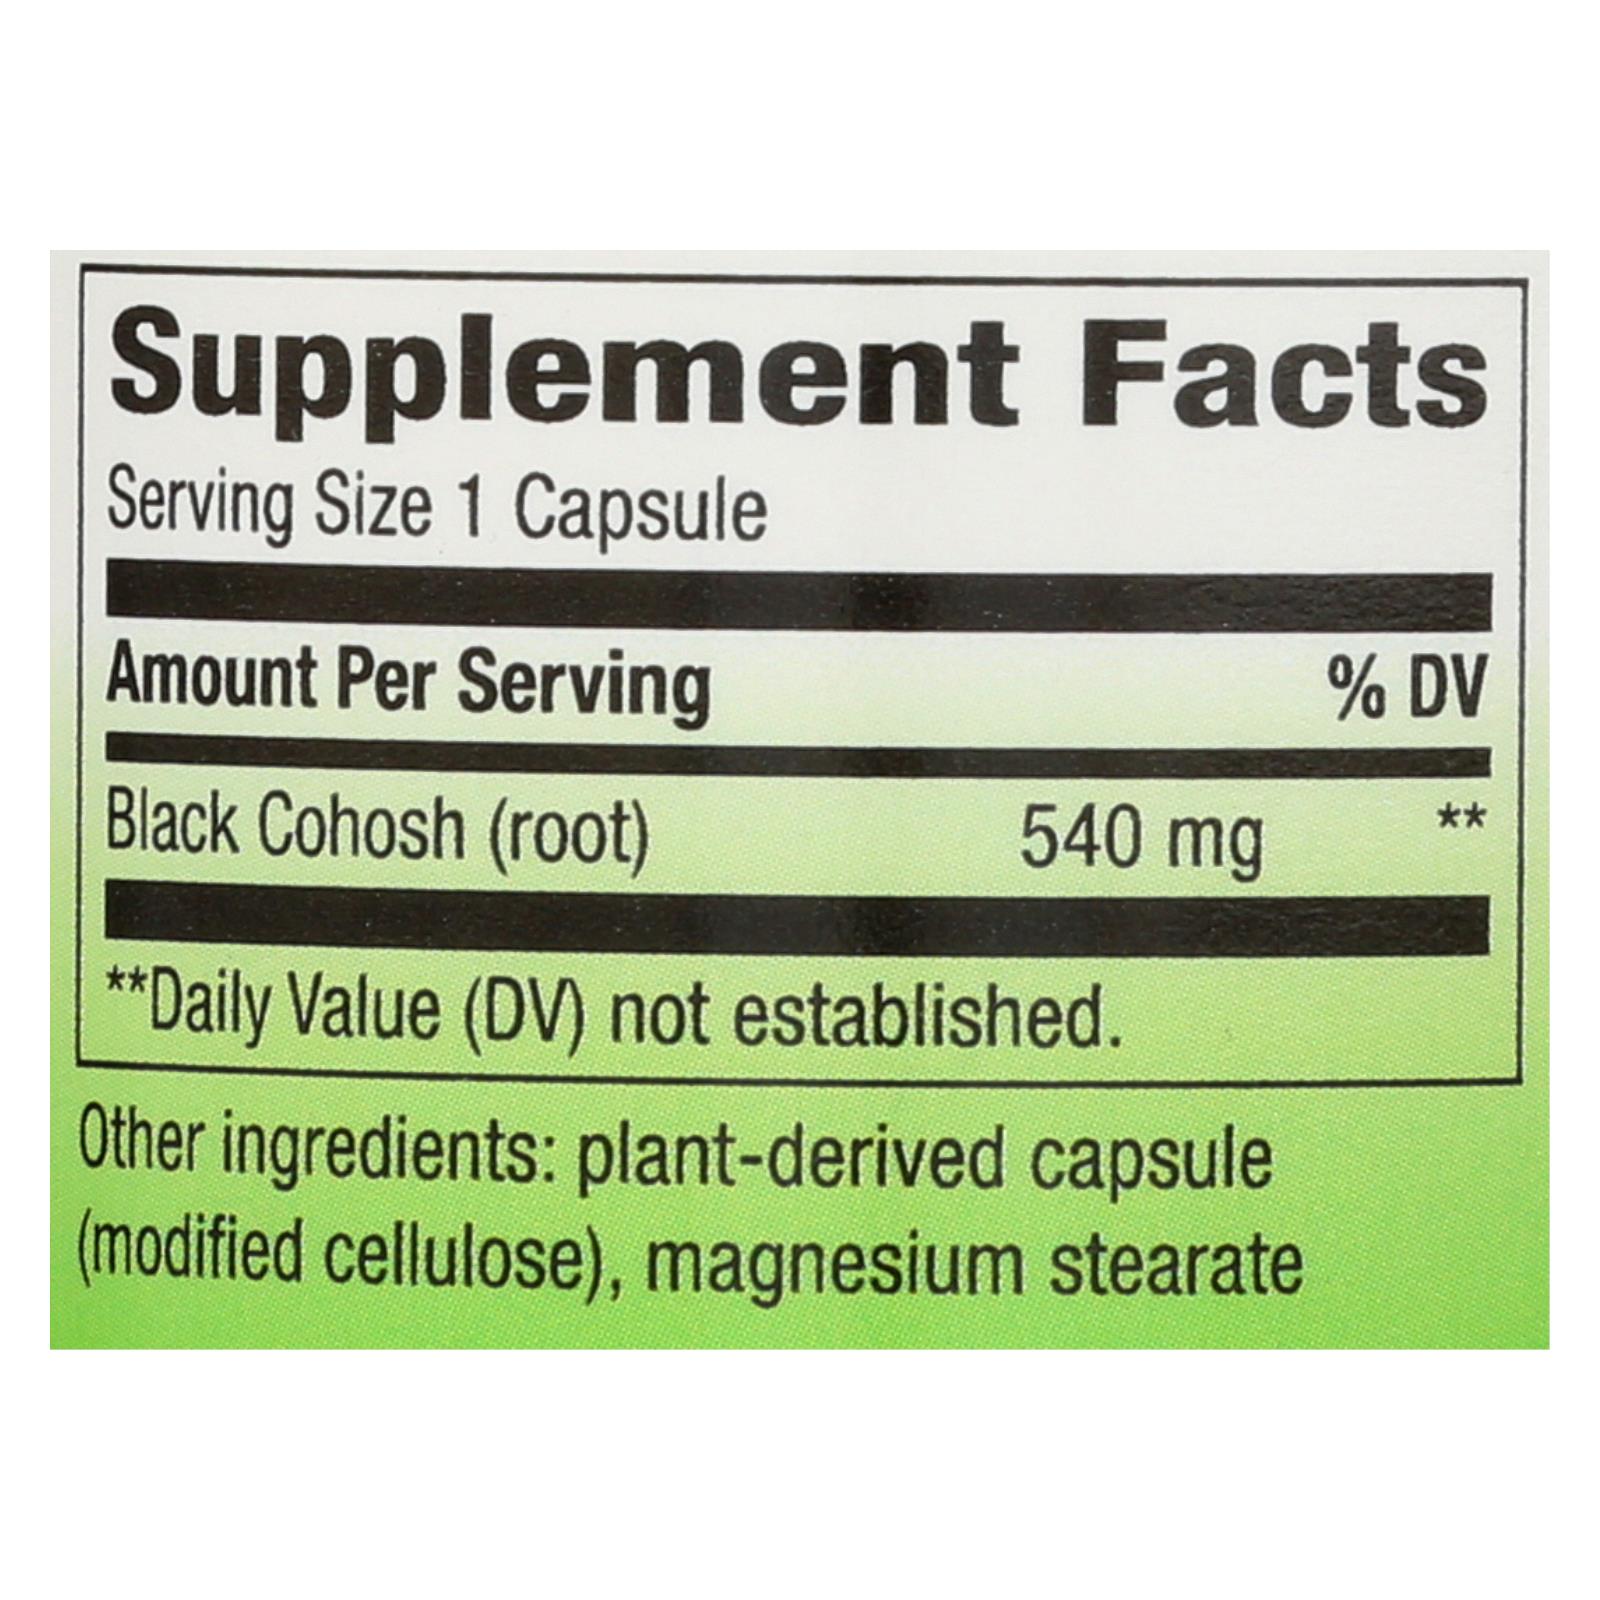 Supplement Facts
Serving Size 1 Capsule
Amount Per Serving % DV
Black Cohosh (root) 540 mg **
**Daily Value (DV) not established.
Other ingredients: plant-derived capsule
(modified cellulose), magnesium stearate